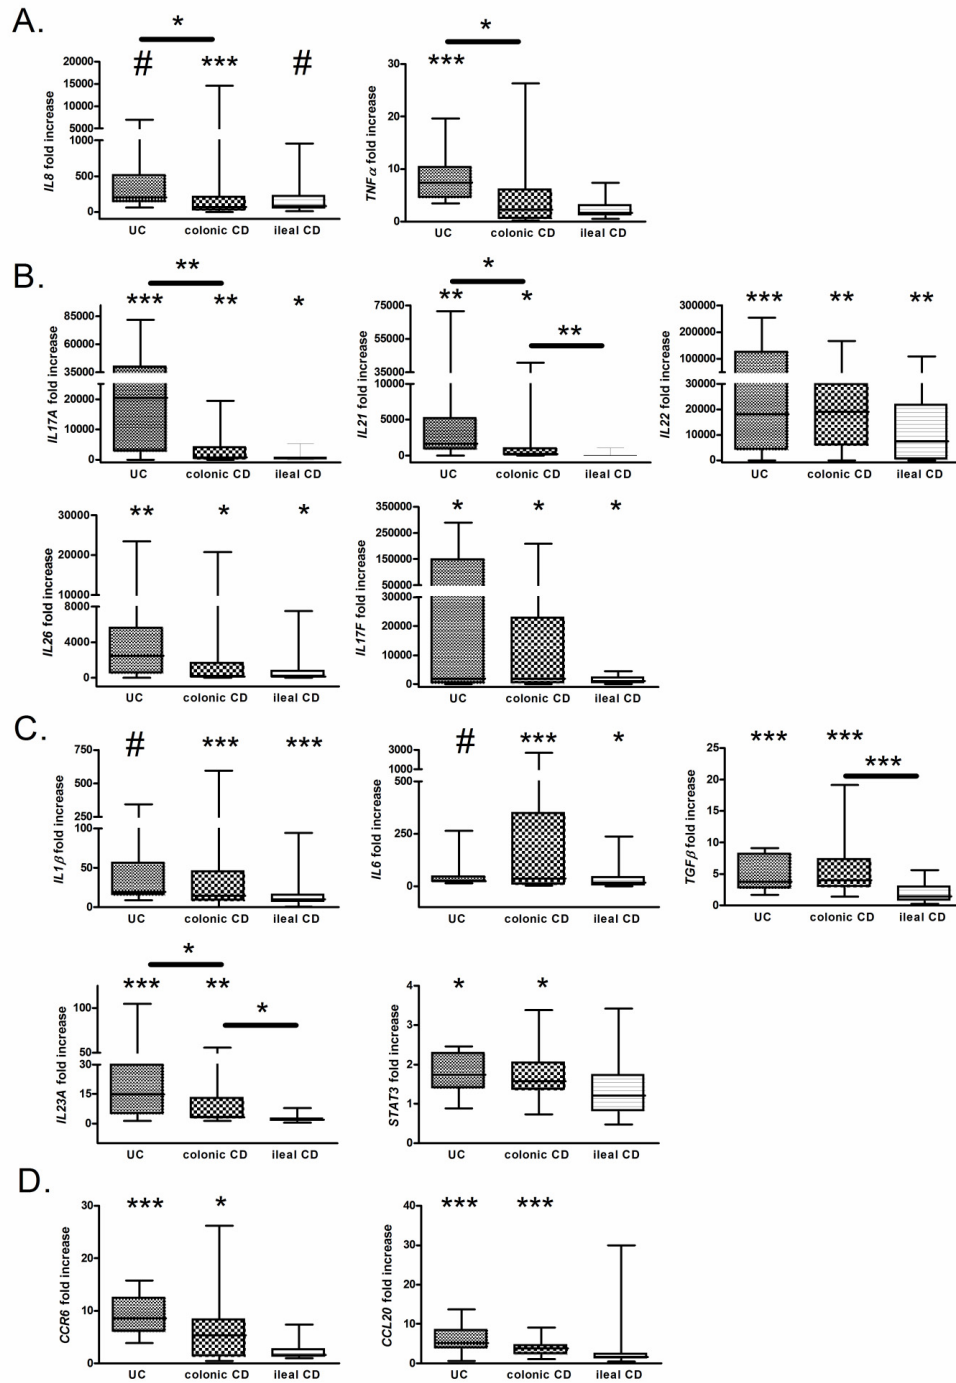 A.
*
*
# *** #
***
IL8 fold increase
20000
15000
10000
5000
1000
500
0
UC colonic CD ileal CD
TNFα fold increase
30
20
10
0
UC colonic CD ileal CD
B.
**
*** ** *
IL17A fold increase
85000
60000
35000
20000
10000
0
UC colonic CD ileal CD
*
** *
**
IL21 fold increase
75000
55000
35000
10000
5000
0
UC colonic CD ileal CD
*** ** **
IL22 fold increase
300000
200000
100000
30000
20000
10000
0
UC colonic CD ileal CD
** * *
IL26 fold increase
30000
20000
10000
8000
4000
0
UC colonic CD ileal CD
* * *
IL17F fold increase
350000
250000
150000
50000
30000
20000
10000
0
UC colonic CD ileal CD
C.
# *** ***
IL1β fold increase
750
500
250
100
50
0
UC colonic CD ileal CD
# *** *
IL6 fold increase
3000
2000
1000
500
250
0
UC colonic CD ileal CD
*** ***
***
TGFβ fold increase
25
20
15
10
5
0
UC colonic CD ileal CD
*
*** **
*
IL23A fold increase
100
50
30
15
0
UC colonic CD ileal CD
* *
STAT3 fold increase
4
3
2
1
0
UC colonic CD ileal CD
D.
*** *
CCR6 fold increase
30
20
10
0
UC colonic CD ileal CD
*** ***
CCL20 fold increase
40
30
20
10
0
UC colonic CD ileal CD